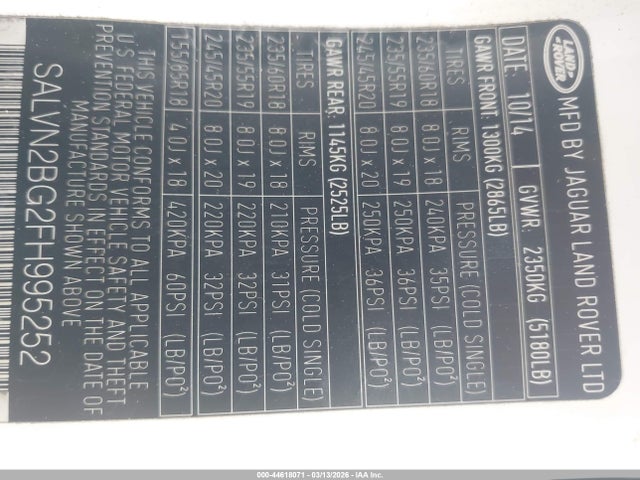 LAND ROVER
MFD BY JAGUAR LAND ROVER LTD
DATE: 10/14 GVWR: 2350KG (5180LB)
GAWR FRONT: 1300KG (2865LB)
TIRES RIMS PRESSURE (COLD SINGLE)
235/60R18 8.0J x 18 240KPA 35PSI (LB/PO²)
235/55R19 8.0J x 19 250KPA 36PSI (LB/PO²)
245/45R20 8.0J x 20 250KPA 36PSI (LB/PO²)
GAWR REAR: 1145KG (2525LB)
TIRES RIMS PRESSURE (COLD SINGLE)
235/60R18 8.0J x 18 210KPA 31PSI (LB/PO²)
235/55R19 8.0J x 19 220KPA 32PSI (LB/PO²)
245/45R20 8.0J x 20 220KPA 32PSI (LB/PO²)
155/85R18 4.0J x 18 420KPA 60PSI (LB/PO²)
THIS VEHICLE CONFORMS TO ALL APPLICABLE
U.S. FEDERAL MOTOR VEHICLE SAFETY AND THEFT
PREVENTION STANDARDS IN EFFECT ON THE DATE OF
MANUFACTURE SHOWN ABOVE
SALVN2BG2FH995252
000-44618071 - 03/13/2026 - IAA Inc.